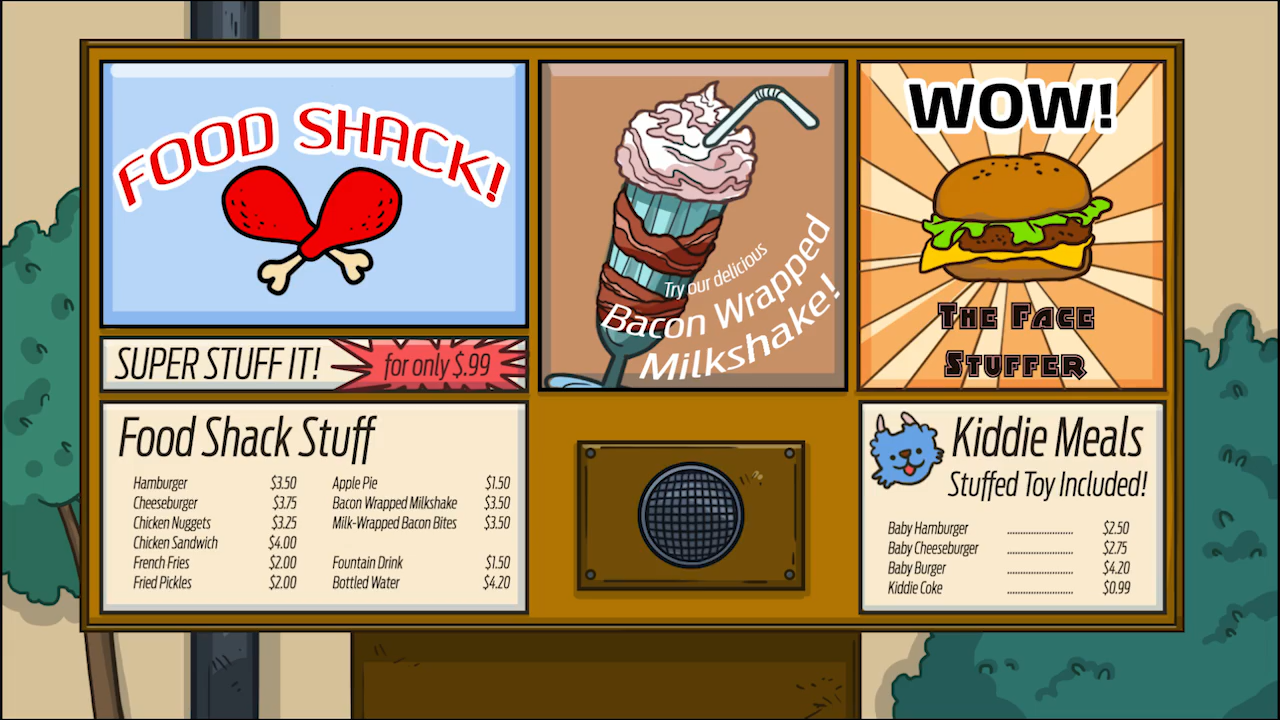 FOOD SHACK!
SUPER STUFF IT! for only $.99
Try our delicious
Bacon Wrapped
Milkshake!
WOW!
THE FACE
STUFFER
Food Shack Stuff
Hamburger $3.50
Cheeseburger $3.75
Chicken Nuggets $3.25
Chicken Sandwich $4.00
French Fries $2.00
Fried Pickles $2.00
Apple Pie $1.50
Bacon Wrapped Milkshake $3.50
Milk-Wrapped Bacon Bites $3.50
Fountain Drink $1.50
Bottled Water $4.20
Kiddie Meals
Stuffed Toy Included!
Baby Hamburger ........................ $2.50
Baby Cheeseburger ........................ $2.75
Baby Burger ........................ $4.20
Kiddie Coke ........................ $0.99